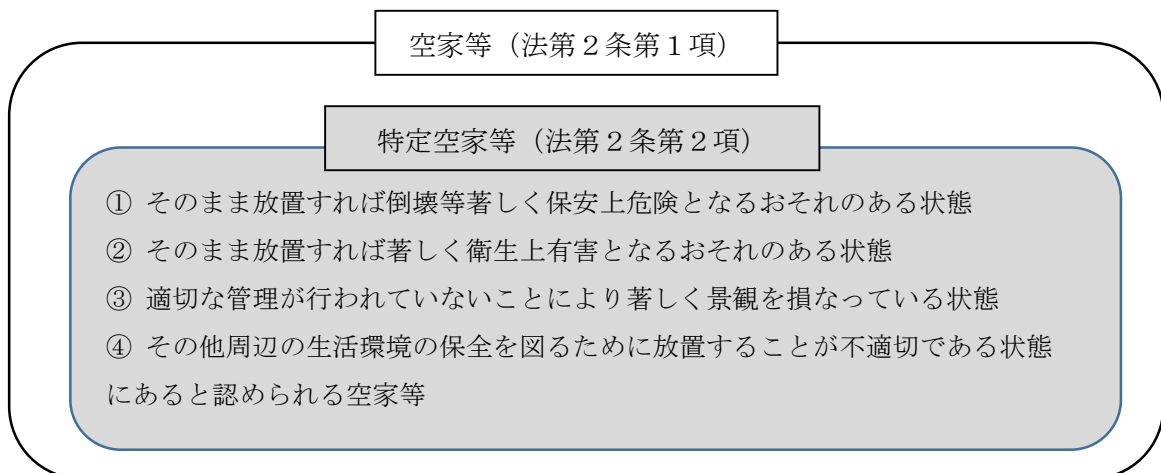 空家等（法第２条第１項）
特定空家等（法第２条第２項）
① そのまま放置すれば倒壊等著しく保安上危険となるおそれのある状態
② そのまま放置すれば著しく衛生上有害となるおそれのある状態
③ 適切な管理が行われていないことにより著しく景観を損なっている状態
④ その他周辺の生活環境の保全を図るために放置することが不適切である状態
にあると認められる空家等